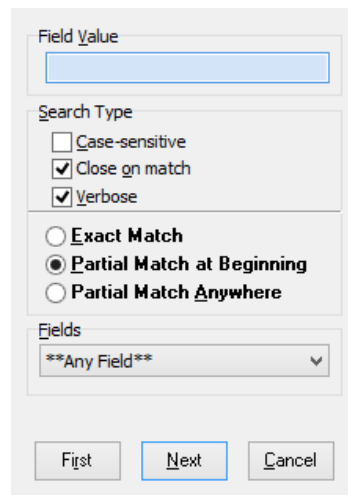 Field Value
Search Type
Case-sensitive
Close on match
Verbose
Exact Match
Partial Match at Beginning
Partial Match Anywhere
Fields
**Any Field**
First
Next
Cancel